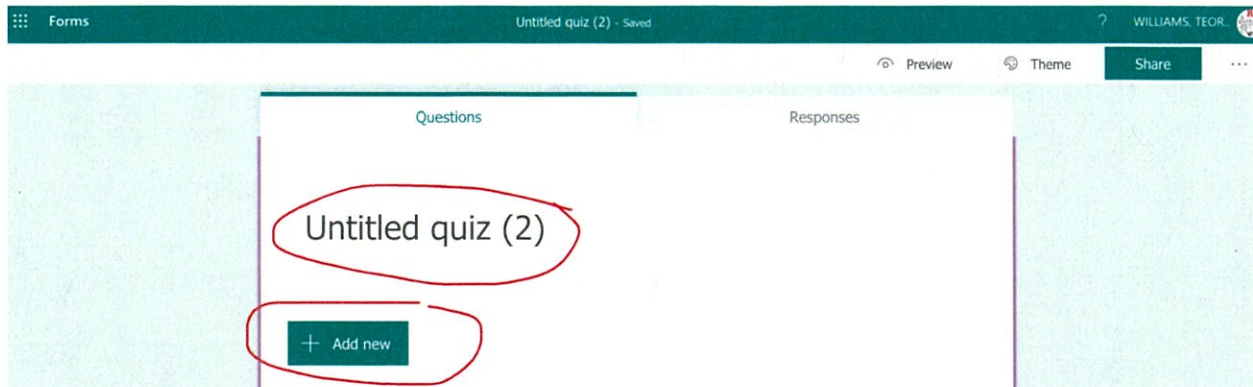 Forms
Untitled quiz (2) - Saved
? WILLIAMS, TEOR..
Preview
Theme
Share
...
Questions
Responses
Untitled quiz (2)
+ Add new